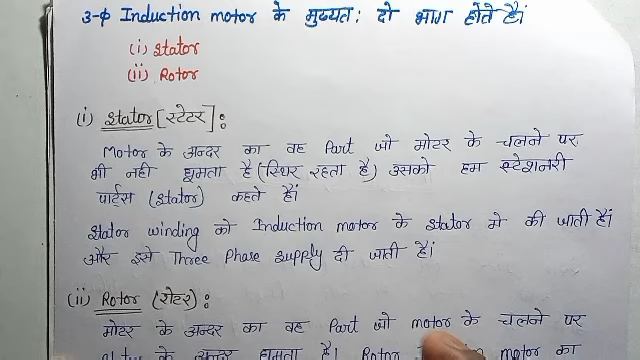 3-ϕ Induction motor के मुख्यत: दो भाग होते है।
(i) Stator
(ii) Rotor
(i) Stator [स्टेटर]:
Motor के अन्दर का वह Part जो मोटर के चलने पर
भी नही घूमता है (स्थिर रहता है) उसको हम स्टेशनरी
पार्टस (Stator) कहते हैं।
Stator winding को Induction motor के Stator मे की जाती हैं।
और इसे Three Phase Supply दी जाती है।
(ii) Rotor (रोटर):
मोटर के अन्दर का वह Part जो motor के चलने पर
के अन्दर घूमता है। Rotor motor का